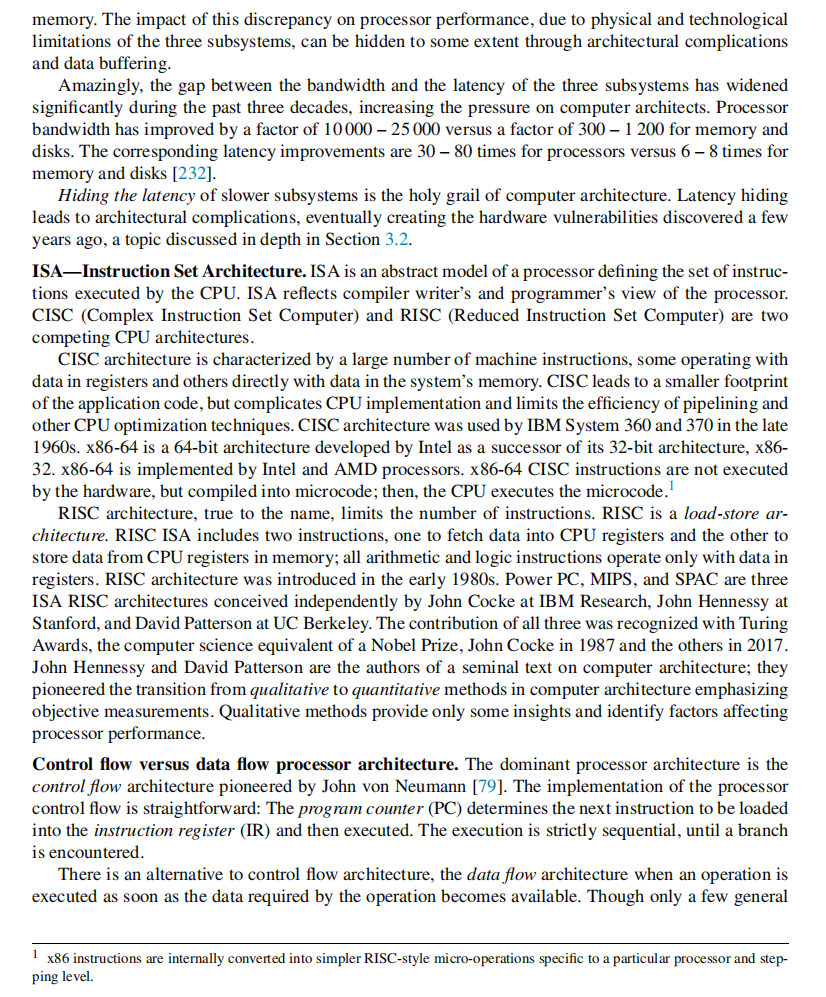 memory. The impact of this discrepancy on processor performance, due to physical and technological
limitations of the three subsystems, can be hidden to some extent through architectural complications
and data buffering.
Amazingly, the gap between the bandwidth and the latency of the three subsystems has widened
significantly during the past three decades, increasing the pressure on computer architects. Processor
bandwidth has improved by a factor of 10 000 – 25 000 versus a factor of 300 – 1 200 for memory and
disks. The corresponding latency improvements are 30 – 80 times for processors versus 6 – 8 times for
memory and disks [232].
Hiding the latency of slower subsystems is the holy grail of computer architecture. Latency hiding
leads to architectural complications, eventually creating the hardware vulnerabilities discovered a few
years ago, a topic discussed in depth in Section 3.2.
ISA—Instruction Set Architecture. ISA is an abstract model of a processor defining the set of instruc-
tions executed by the CPU. ISA reflects compiler writer's and programmer's view of the processor.
CISC (Complex Instruction Set Computer) and RISC (Reduced Instruction Set Computer) are two
competing CPU architectures.
CISC architecture is characterized by a large number of machine instructions, some operating with
data in registers and others directly with data in the system's memory. CISC leads to a smaller footprint
of the application code, but complicates CPU implementation and limits the efficiency of pipelining and
other CPU optimization techniques. CISC architecture was used by IBM System 360 and 370 in the late
1960s. x86-64 is a 64-bit architecture developed by Intel as a successor of its 32-bit architecture, x86-
32. x86-64 is implemented by Intel and AMD processors. x86-64 CISC instructions are not executed
by the hardware, but compiled into microcode; then, the CPU executes the microcode.1
RISC architecture, true to the name, limits the number of instructions. RISC is a load-store ar-
chitecture. RISC ISA includes two instructions, one to fetch data into CPU registers and the other to
store data from CPU registers in memory; all arithmetic and logic instructions operate only with data in
registers. RISC architecture was introduced in the early 1980s. Power PC, MIPS, and SPAC are three
ISA RISC architectures conceived independently by John Cocke at IBM Research, John Hennessy at
Stanford, and David Patterson at UC Berkeley. The contribution of all three was recognized with Turing
Awards, the computer science equivalent of a Nobel Prize, John Cocke in 1987 and the others in 2017.
John Hennessy and David Patterson are the authors of a seminal text on computer architecture; they
pioneered the transition from qualitative to quantitative methods in computer architecture emphasizing
objective measurements. Qualitative methods provide only some insights and identify factors affecting
processor performance.
Control flow versus data flow processor architecture. The dominant processor architecture is the
control flow architecture pioneered by John von Neumann [79]. The implementation of the processor
control flow is straightforward: The program counter (PC) determines the next instruction to be loaded
into the instruction register (IR) and then executed. The execution is strictly sequential, until a branch
is encountered.
There is an alternative to control flow architecture, the data flow architecture when an operation is
executed as soon as the data required by the operation becomes available. Though only a few general
1 x86 instructions are internally converted into simpler RISC-style micro-operations specific to a particular processor and step-
ping level.